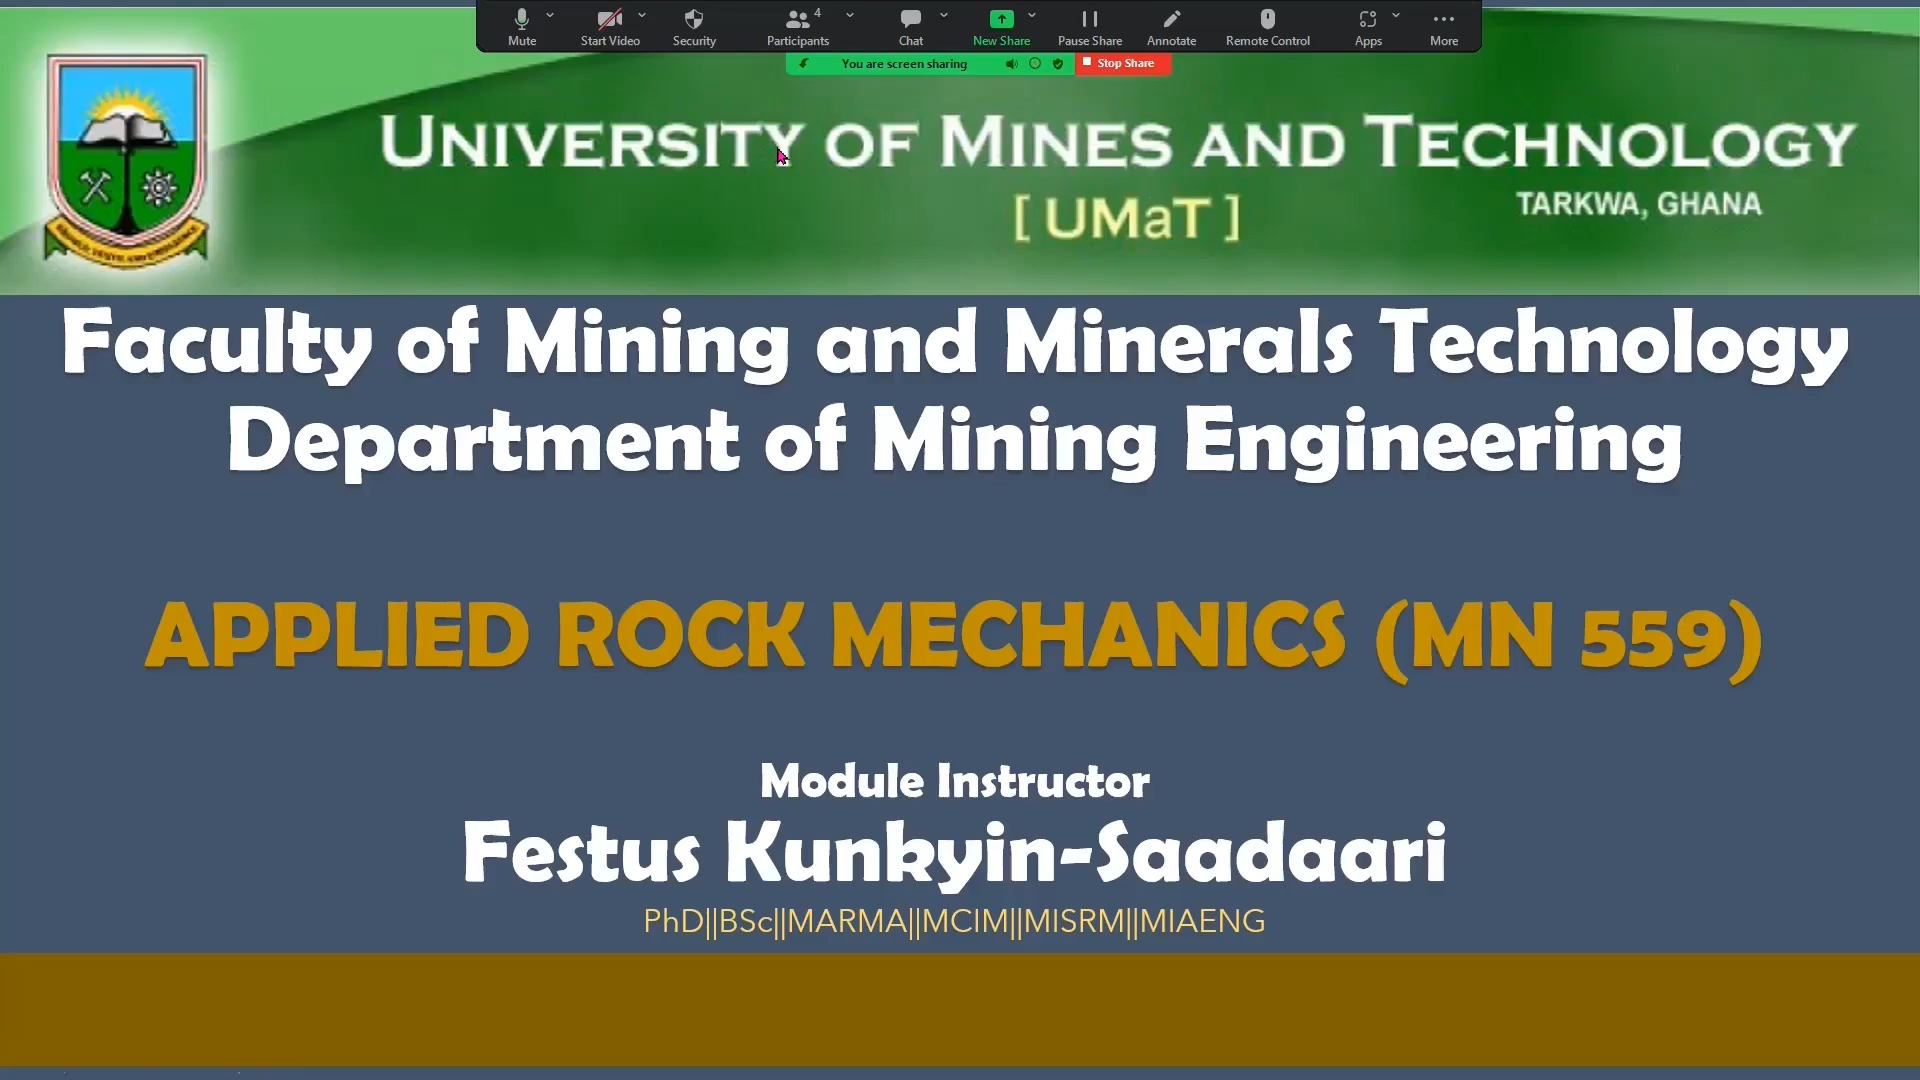 4
Mute Start Video Security Participants Chat New Share Pause Share Annotate Remote Control Apps More
You are screen sharing Stop Share
UNIVERSITY OF MINES AND TECHNOLOGY
TARKWA, GHANA
[ UMaT ]
Faculty of Mining and Minerals Technology
Department of Mining Engineering
APPLIED ROCK MECHANICS (MN 559)
Module Instructor
Festus Kunkyin-Saadaari
PhD||BSc||MARMA||MCIM||MISRM||MIAENG